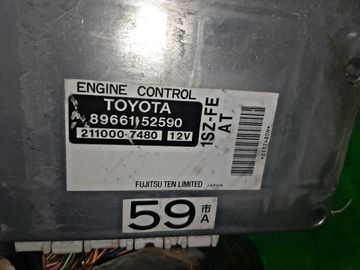 ENGINE CONTROL
TOYOTA
89661-52590
211000-7480 12V
FUJITSU TEN LIMITED JAPAN
1SZ-FE
AT
59 市A